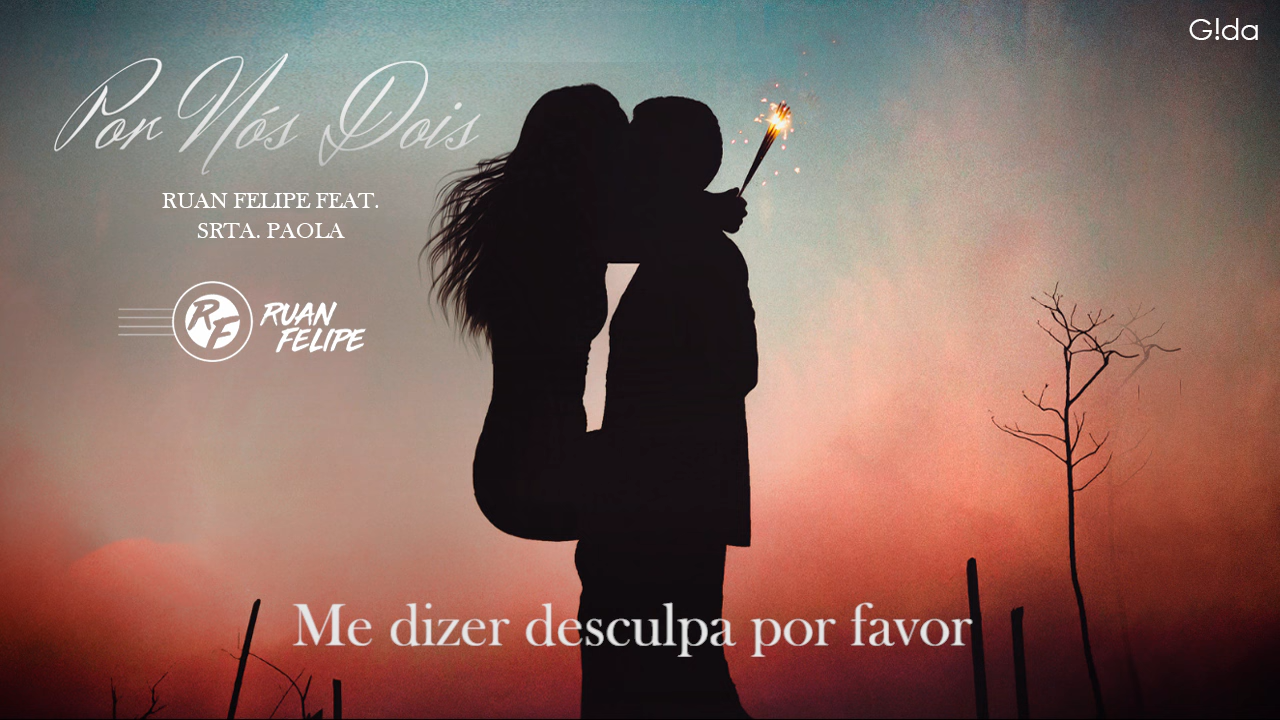 G!da
Por Nós Dois
RUAN FELIPE FEAT.
SRTA. PAOLA
RF
RUAN
FELIPE
Me dizer desculpa por favor